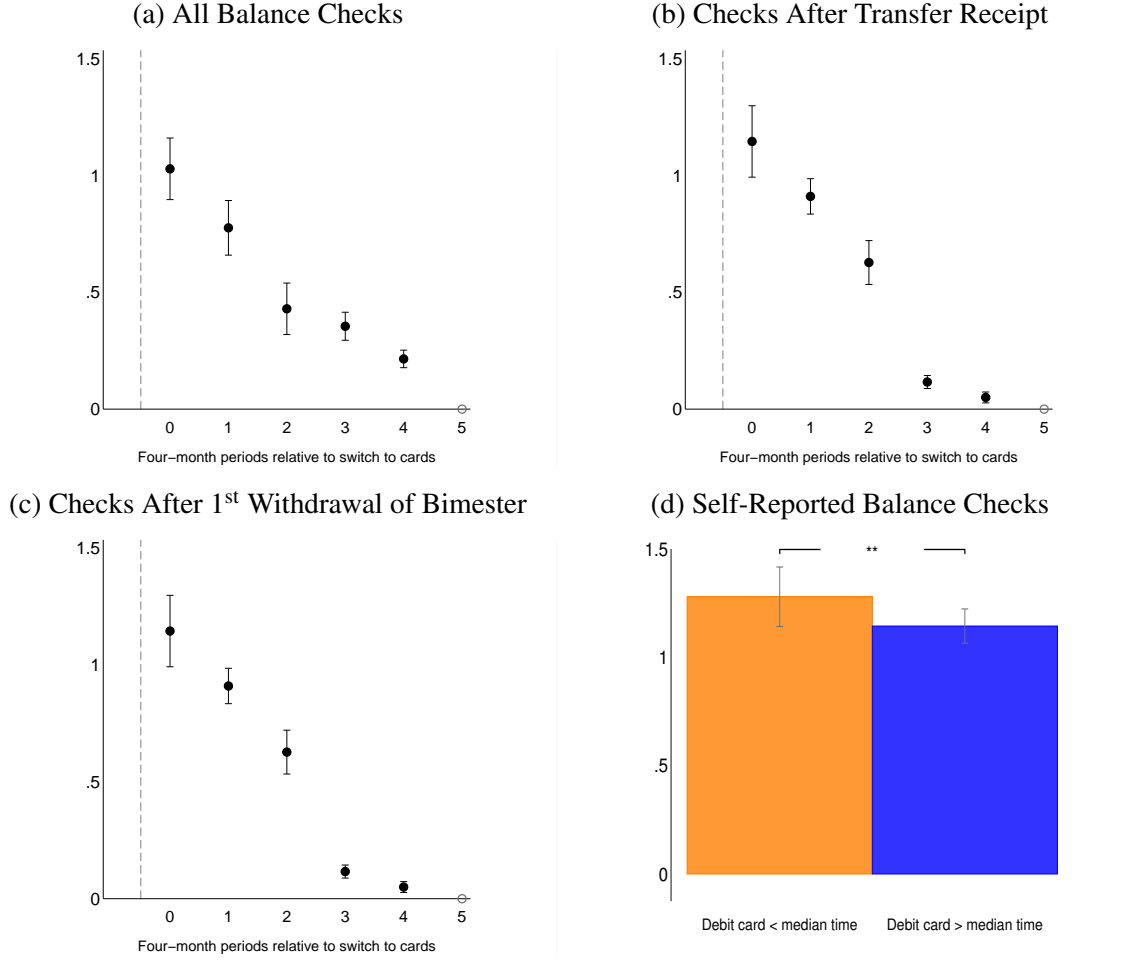 (a) All Balance Checks
1.5
1
.5
0
0 1 2 3 4 5
Four−month periods relative to switch to cards
(b) Checks After Transfer Receipt
1.5
1
.5
0
0 1 2 3 4 5
Four−month periods relative to switch to cards
(c) Checks After 1st Withdrawal of Bimester
1.5
1
.5
0
0 1 2 3 4 5
Four−month periods relative to switch to cards
(d) Self-Reported Balance Checks
**
1.5
1
.5
0
Debit card < median time Debit card > median time